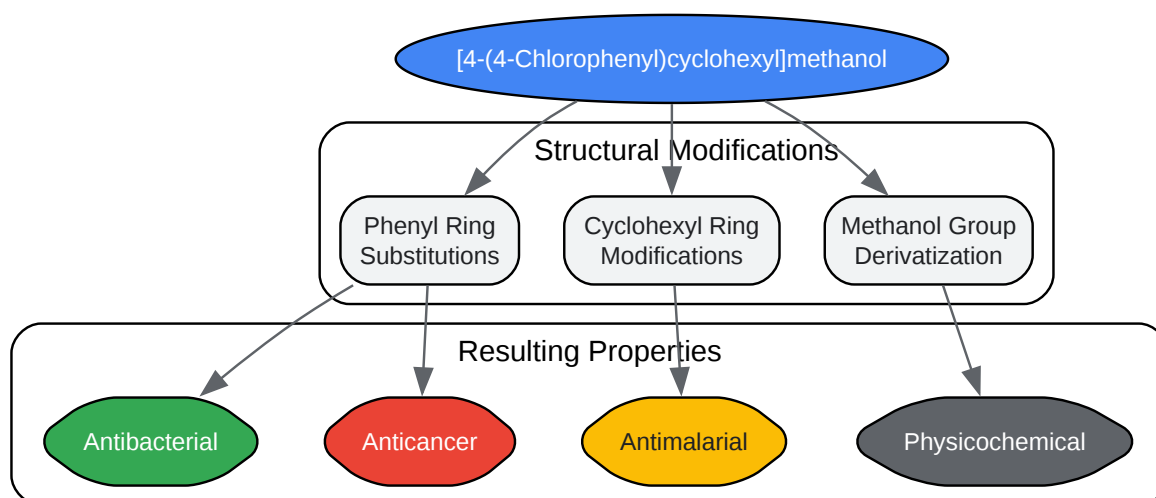 [4-(4-Chlorophenyl)cyclohexyl]methanol
Structural Modifications
Phenyl Ring
Substitutions
Cyclohexyl Ring
Modifications
Methanol Group
Derivatization
Resulting Properties
Antibacterial
Anticancer
Antimalarial
Physicochemical